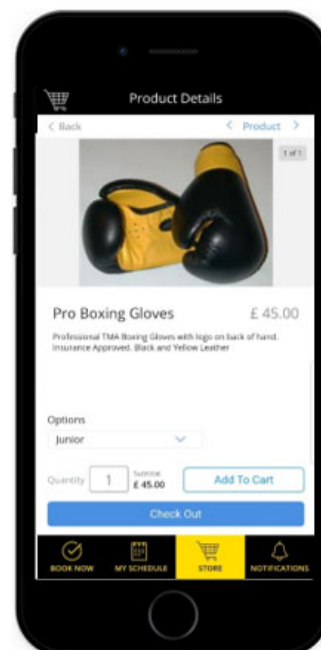 Product Details
< Back
< Product >
1 of 1
Pro Boxing Gloves
£ 45.00
Professional TMA Boxing Gloves with logo on back of hand.
Insurance Approved. Black and Yellow Leather
Options
Junior
Quantity 1 Subtotal £ 45.00 Add To Cart
Check Out
BOOK NOW MY SCHEDULE STORE NOTIFICATIONS